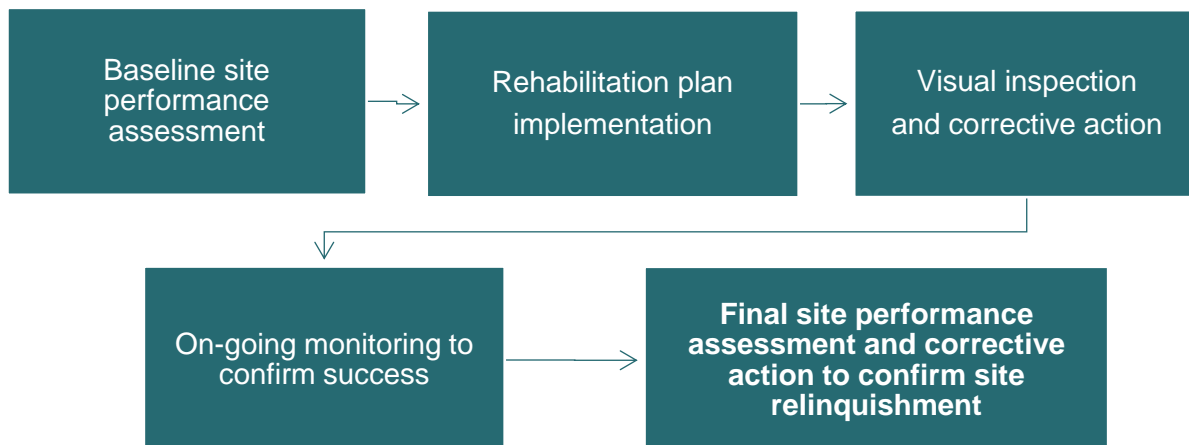 Baseline site
performance
assessment
Rehabilitation plan
implementation
Visual inspection
and corrective action
On-going monitoring to
confirm success
Final site performance
assessment and corrective
action to confirm site
relinquishment